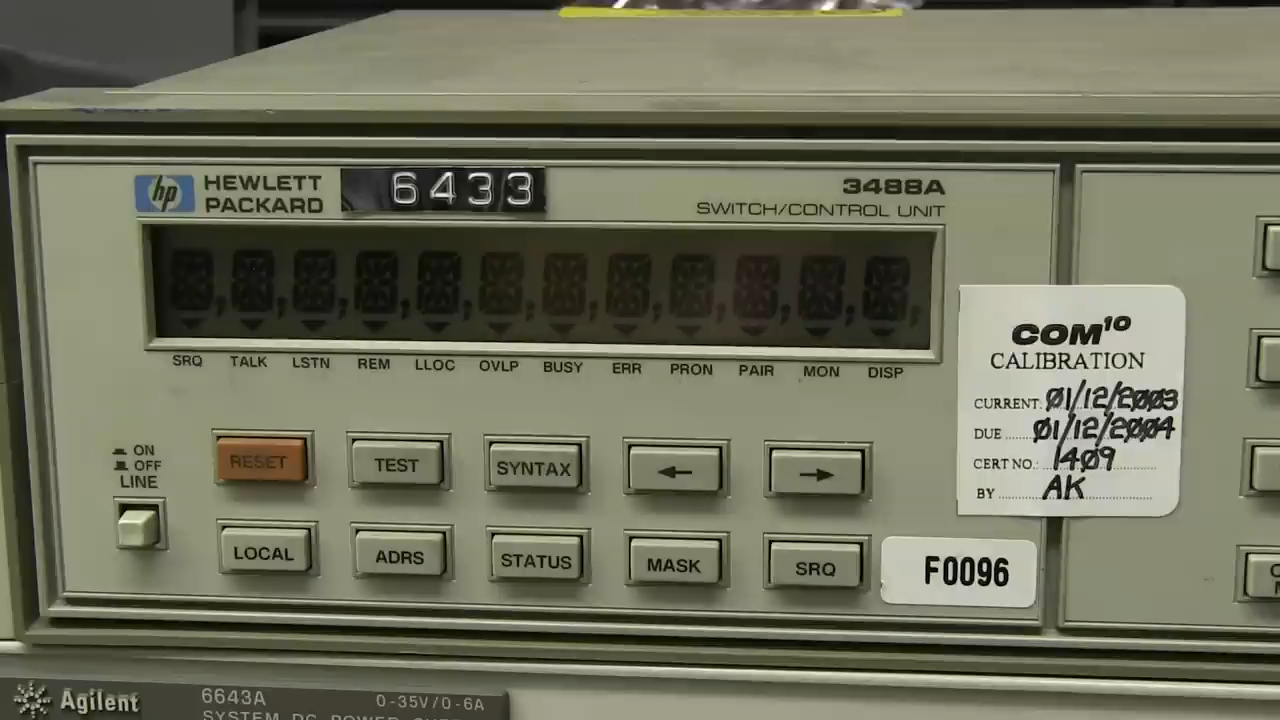 hp HEWLETT PACKARD
6433
3488A
SWITCH/CONTROL UNIT
SRQ TALK LSTN REM LLOC OVLP BUSY ERR PRON PAIR MON DISP
COM10
CALIBRATION
CURRENT: 01/12/2003
DUE 01/12/2004
CERT NO.: 1409
BY AK
ON
OFF
LINE
RESET TEST SYNTAX ← →
LOCAL ADRS STATUS MASK SRQ
F0096
Agilent
6643A 0-35V/0-6A
SYSTEM DC POWER